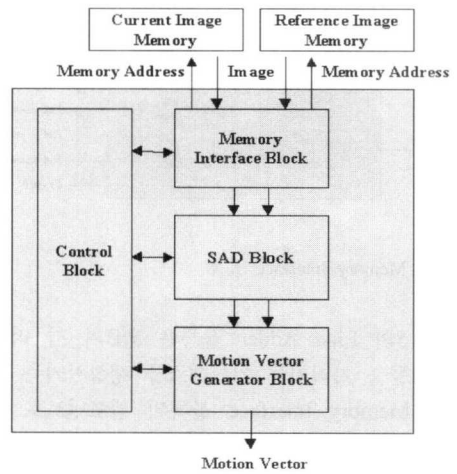 Current Image
Memory
Reference Image
Memory
Memory Address
Image
Memory Address
Memory
Interface Block
Control
Block
SAD Block
Motion Vector
Generator Block
Motion Vector